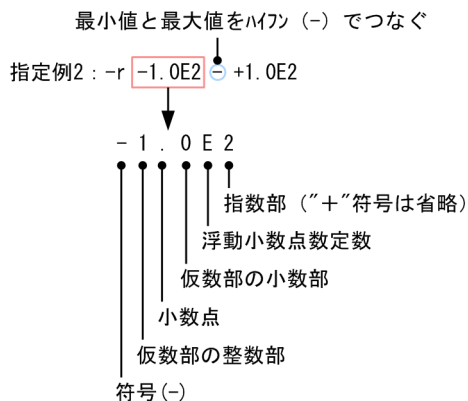 最小値と最大値をﾊｲﾌﾝ（-）でつなぐ
指定例2：-r -1.0E2 - +1.0E2
-1.0E2
指数部（"＋"符号は省略）
浮動小数点数定数
仮数部の小数部
小数点
仮数部の整数部
符号(-)